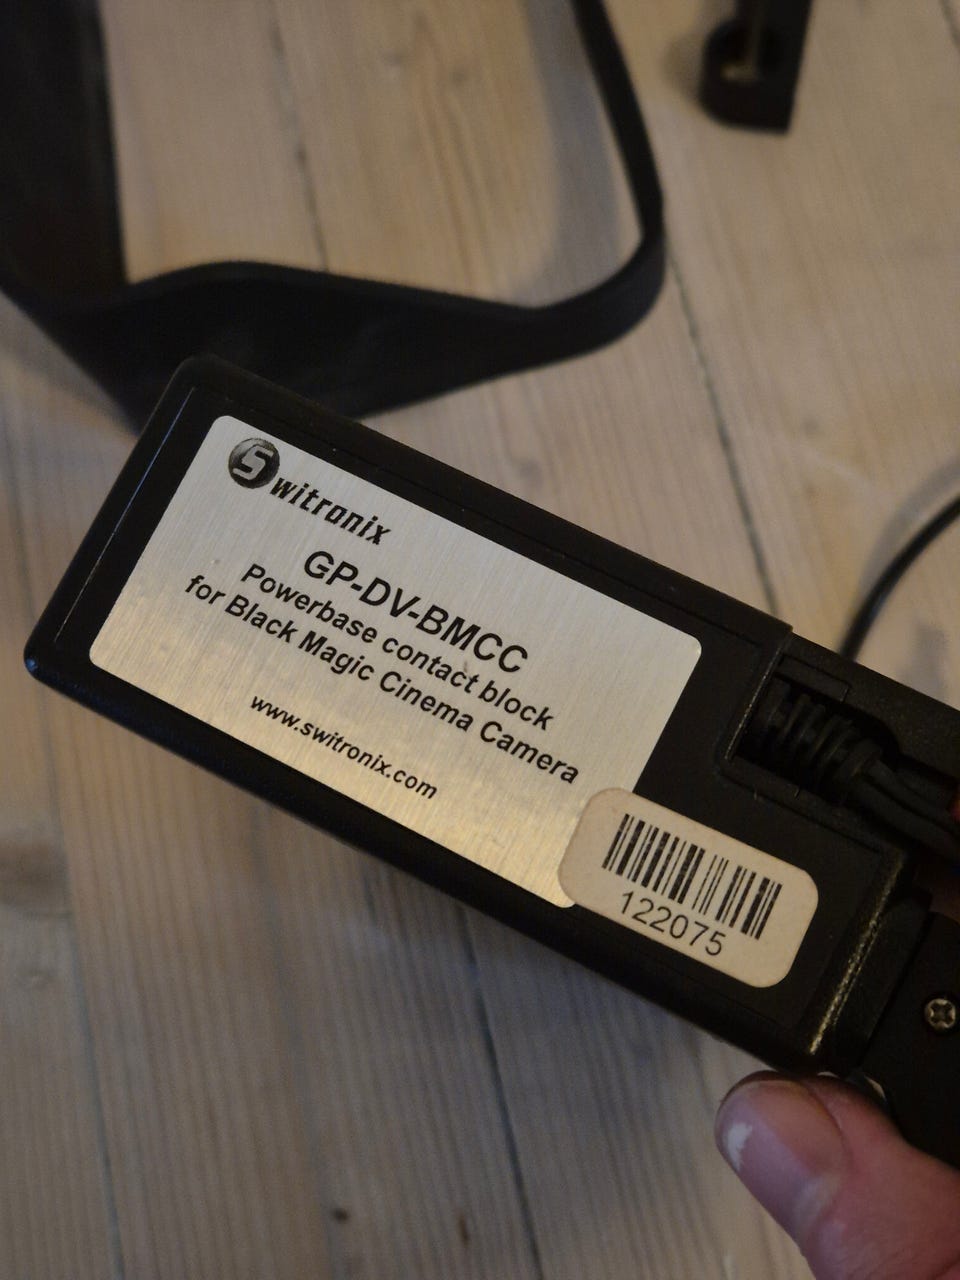 Switronix
GP-DV-BMCC
Powerbase contact block
for Black Magic Cinema Camera
www.switronix.com
122075